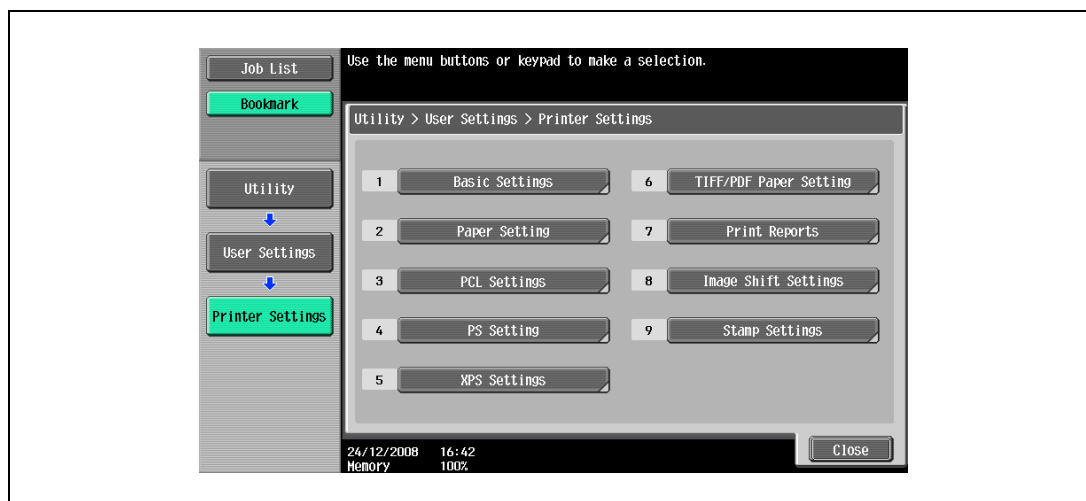 Job List
Bookmark
Utility
User Settings
Printer Settings
Use the menu buttons or keypad to make a selection.
Utility > User Settings > Printer Settings
1 Basic Settings
2 Paper Setting
3 PCL Settings
4 PS Setting
5 XPS Settings
6 TIFF/PDF Paper Setting
7 Print Reports
8 Image Shift Settings
9 Stamp Settings
24/12/2008 16:42
Memory 100%
Close